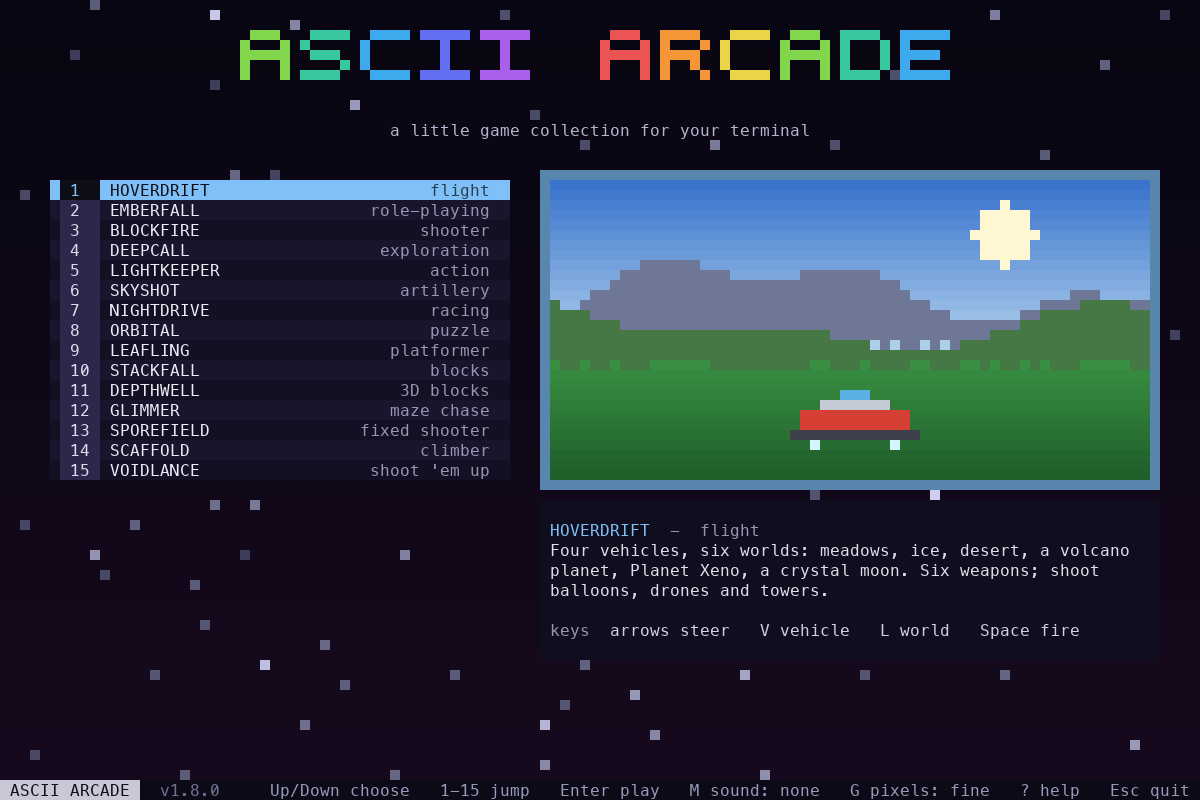 ASCII ARCADE
a little game collection for your terminal
1 HOVERDRIFT flight
2 EMBERFALL role–playing
3 BLOCKFIRE shooter
4 DEEPCALL exploration
5 LIGHTKEEPER action
6 SKYSHOT artillery
7 NIGHTDRIVE racing
8 ORBITAL puzzle
9 LEAFLING platformer
10 STACKFALL blocks
11 DEPTHWELL 3D blocks
12 GLIMMER maze chase
13 SPOREFIELD fixed shooter
14 SCAFFOLD climber
15 VOIDLANCE shoot 'em up
HOVERDRIFT – flight
Four vehicles, six worlds: meadows, ice, desert, a volcano
planet, Planet Xeno, a crystal moon. Six weapons; shoot
balloons, drones and towers.
keys arrows steer V vehicle L world Space fire
ASCII ARCADE v1.8.0 Up/Down choose 1–15 jump Enter play M sound: none G pixels: fine ? help Esc quit